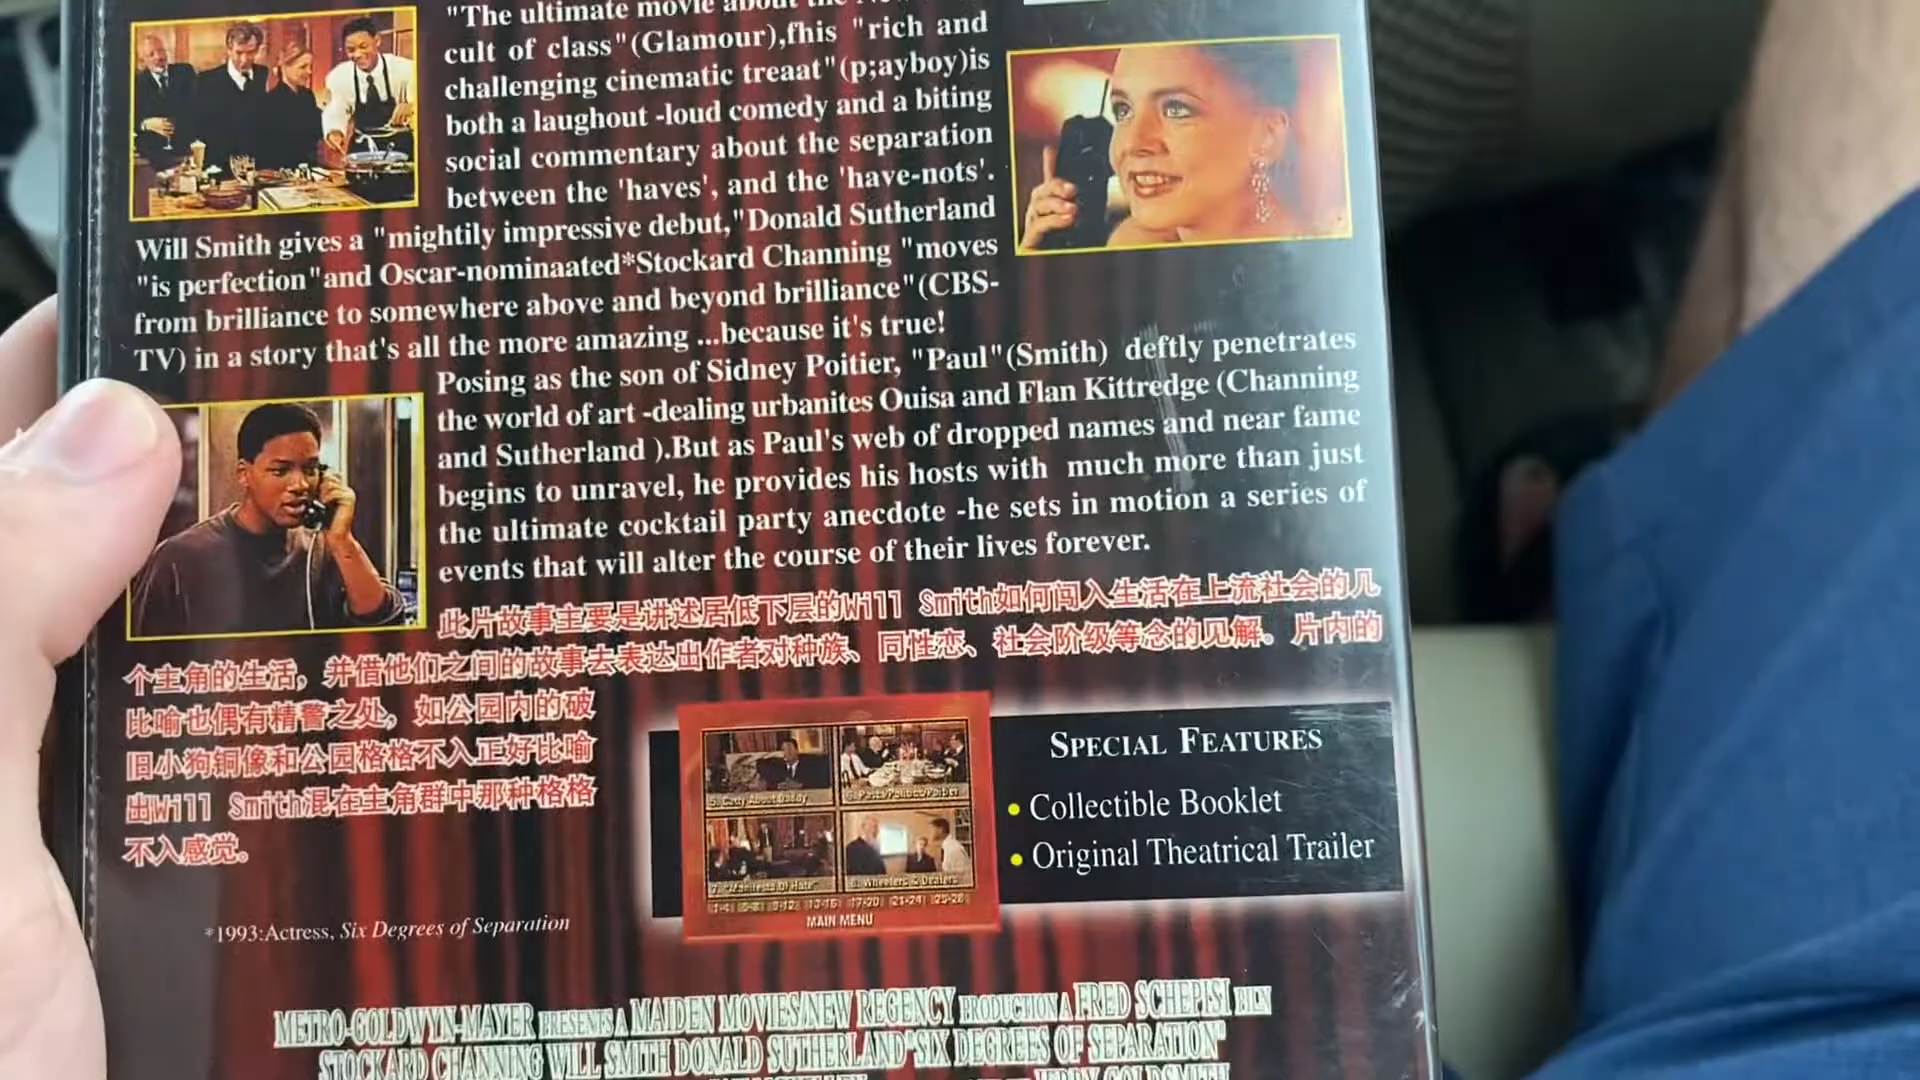 "The ultimate movie about the
cult of class"(Glamour),fhis "rich and
challenging cinematic treaat"(p;ayboy)is
both a laughout -loud comedy and a biting
social commentary about the separation
between the 'haves', and the 'have-nots'.
Will Smith gives a "mightily impressive debut,"Donald Sutherland
"is perfection"and Oscar-nominaated*Stockard Channing "moves
from brilliance to somewhere above and beyond brilliance"(CBS-
TV) in a story that's all the more amazing ...because it's true!
Posing as the son of Sidney Poitier, "Paul"(Smith) deftly penetrates
the world of art -dealing urbanites Ouisa and Flan Kittredge (Channing
and Sutherland ).But as Paul's web of dropped names and near fame
begins to unravel, he provides his hosts with much more than just
the ultimate cocktail party anecdote -he sets in motion a series of
events that will alter the course of their lives forever.
此片故事主要是讲述居低下层的Will Smith如何闯入生活在上流社会的几
个主角的生活，并借他们之间的故事去表达出作者对种族、同性恋、社会阶级等念的见解。片内的
比喻也偶有精警之处，如公园内的破
旧小狗铜像和公园格格不入正好比喻
出Will Smith混在主角群中那种格格
不入感觉。
SPECIAL FEATURES
• Collectible Booklet
• Original Theatrical Trailer
8. Wheelers & Dealers
MAIN MENU
*1993:Actress, Six Degrees of Separation
METRO-GOLDWYN-MAYER PRESENTS A MAIDEN MOVIES/NEW REGENCY PRODUCTION A FRED SCHEPISI
STOCKARD CHANNING WILL SMITH DONALD SUTHERLAND "SIX DEGREES OF SEPARATION"
JERRY GOLDSMITH